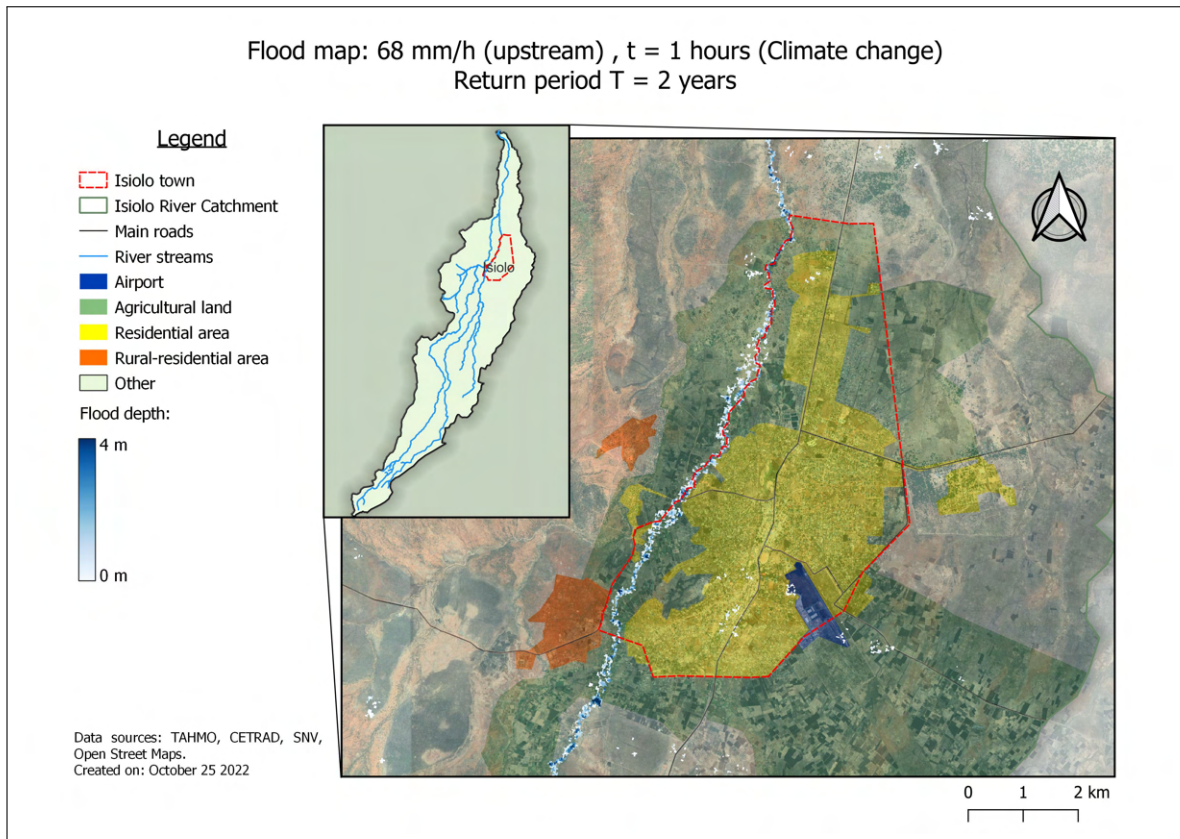 Flood map: 68 mm/h (upstream) , t = 1 hours (Climate change)
Return period T = 2 years
Legend
Isiolo town
Isiolo River Catchment
Main roads
River streams
Airport
Agricultural land
Residential area
Rural-residential area
Other
Flood depth:
4 m
0 m
siolo
Data sources: TAHMO, CETRAD, SNV,
Open Street Maps.
Created on: October 25 2022
0 1 2 km